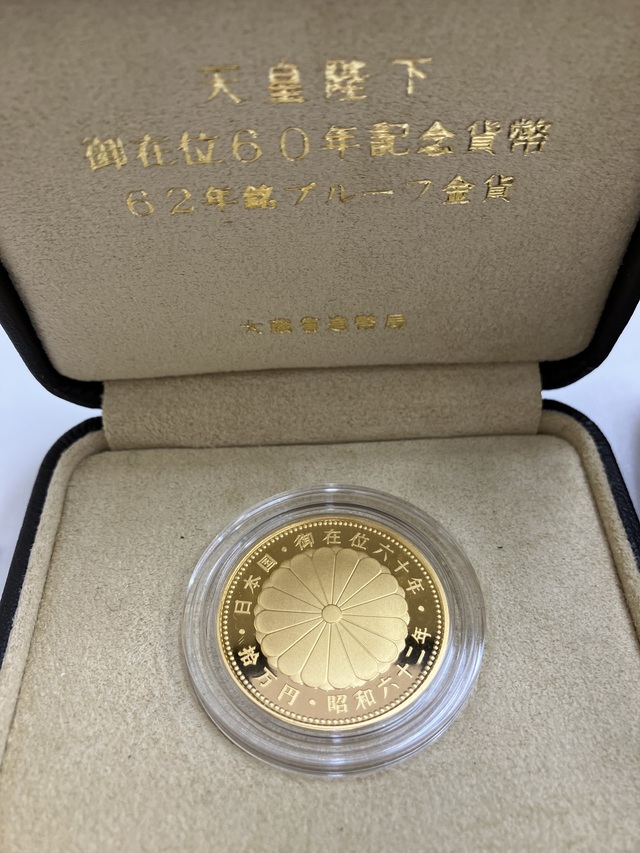 天皇陛下
御在位60年記念貨幣
62年銘プルーフ金貨
大蔵省造幣局
日本国・御在位六十年・
拾万円・昭和六十二年